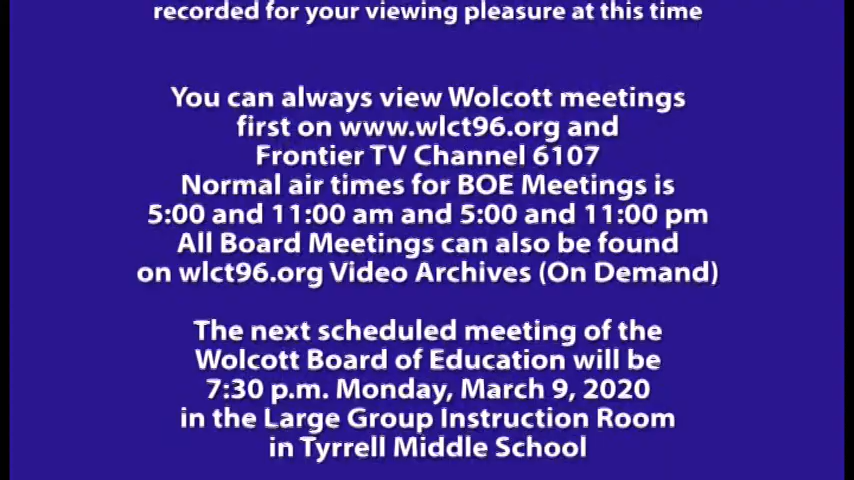 recorded for your viewing pleasure at this time
You can always view Wolcott meetings
first on www.wlct96.org and
Frontier TV Channel 6107
Normal air times for BOE Meetings is
5:00 and 11:00 am and 5:00 and 11:00 pm
All Board Meetings can also be found
on wlct96.org Video Archives (On Demand)
The next scheduled meeting of the
Wolcott Board of Education will be
7:30 p.m. Monday, March 9, 2020
in the Large Group Instruction Room
in Tyrrell Middle School